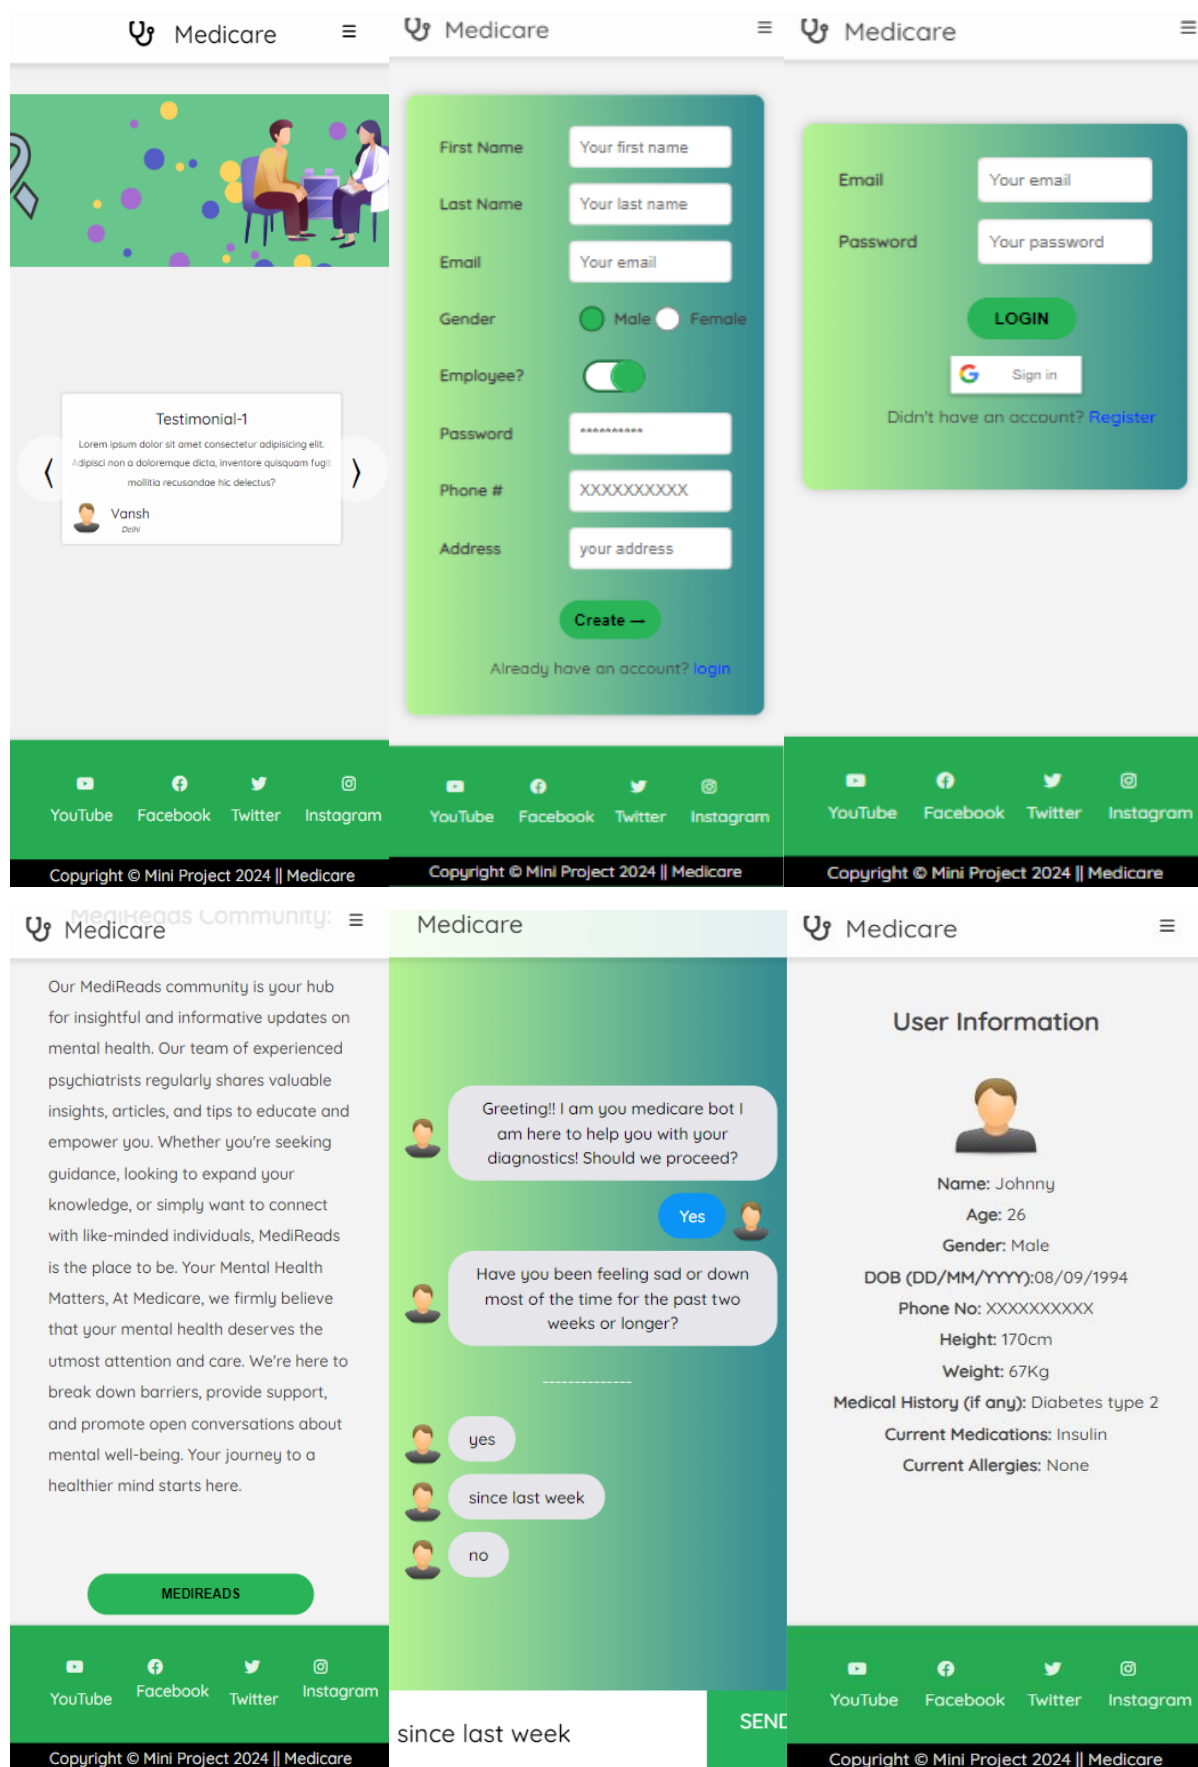 Medicare
Testimonial-1
Lorem ipsum dolor sit amet consectetur adipisicing elit.
Adipisci non a doloremque dicta, inventore quisquam fugit
mollitia recusandae hic delectus?
Vansh
Delhi
YouTube Facebook Twitter Instagram
Copyright © Mini Project 2024 || Medicare
Medicare
First Name Your first name
Last Name Your last name
Email Your email
Gender Male Female
Employee?
Password **********
Phone # XXXXXXXXXX
Address your address
Create →
Already have an account? login
YouTube Facebook Twitter Instagram
Copyright © Mini Project 2024 || Medicare
Medicare
Email Your email
Password Your password
LOGIN
Sign in
Didn't have an account? Register
YouTube Facebook Twitter Instagram
Copyright © Mini Project 2024 || Medicare
MediReads Community:
Medicare
Our MediReads community is your hub
for insightful and informative updates on
mental health. Our team of experienced
psychiatrists regularly shares valuable
insights, articles, and tips to educate and
empower you. Whether you're seeking
guidance, looking to expand your
knowledge, or simply want to connect
with like-minded individuals, MediReads
is the place to be. Your Mental Health
Matters, At Medicare, we firmly believe
that your mental health deserves the
utmost attention and care. We're here to
break down barriers, provide support,
and promote open conversations about
mental well-being. Your journey to a
healthier mind starts here.
MEDIREADS
YouTube Facebook Twitter Instagram
Copyright © Mini Project 2024 || Medicare
Medicare
Greeting!! I am you medicare bot I
am here to help you with your
diagnostics! Should we proceed?
Yes
Have you been feeling sad or down
most of the time for the past two
weeks or longer?
--------------
yes
since last week
no
since last week SEND
Medicare
User Information
Name: Johnny
Age: 26
Gender: Male
DOB (DD/MM/YYYY):08/09/1994
Phone No: XXXXXXXXXX
Height: 170cm
Weight: 67Kg
Medical History (if any): Diabetes type 2
Current Medications: Insulin
Current Allergies: None
YouTube Facebook Twitter Instagram
Copyright © Mini Project 2024 || Medicare